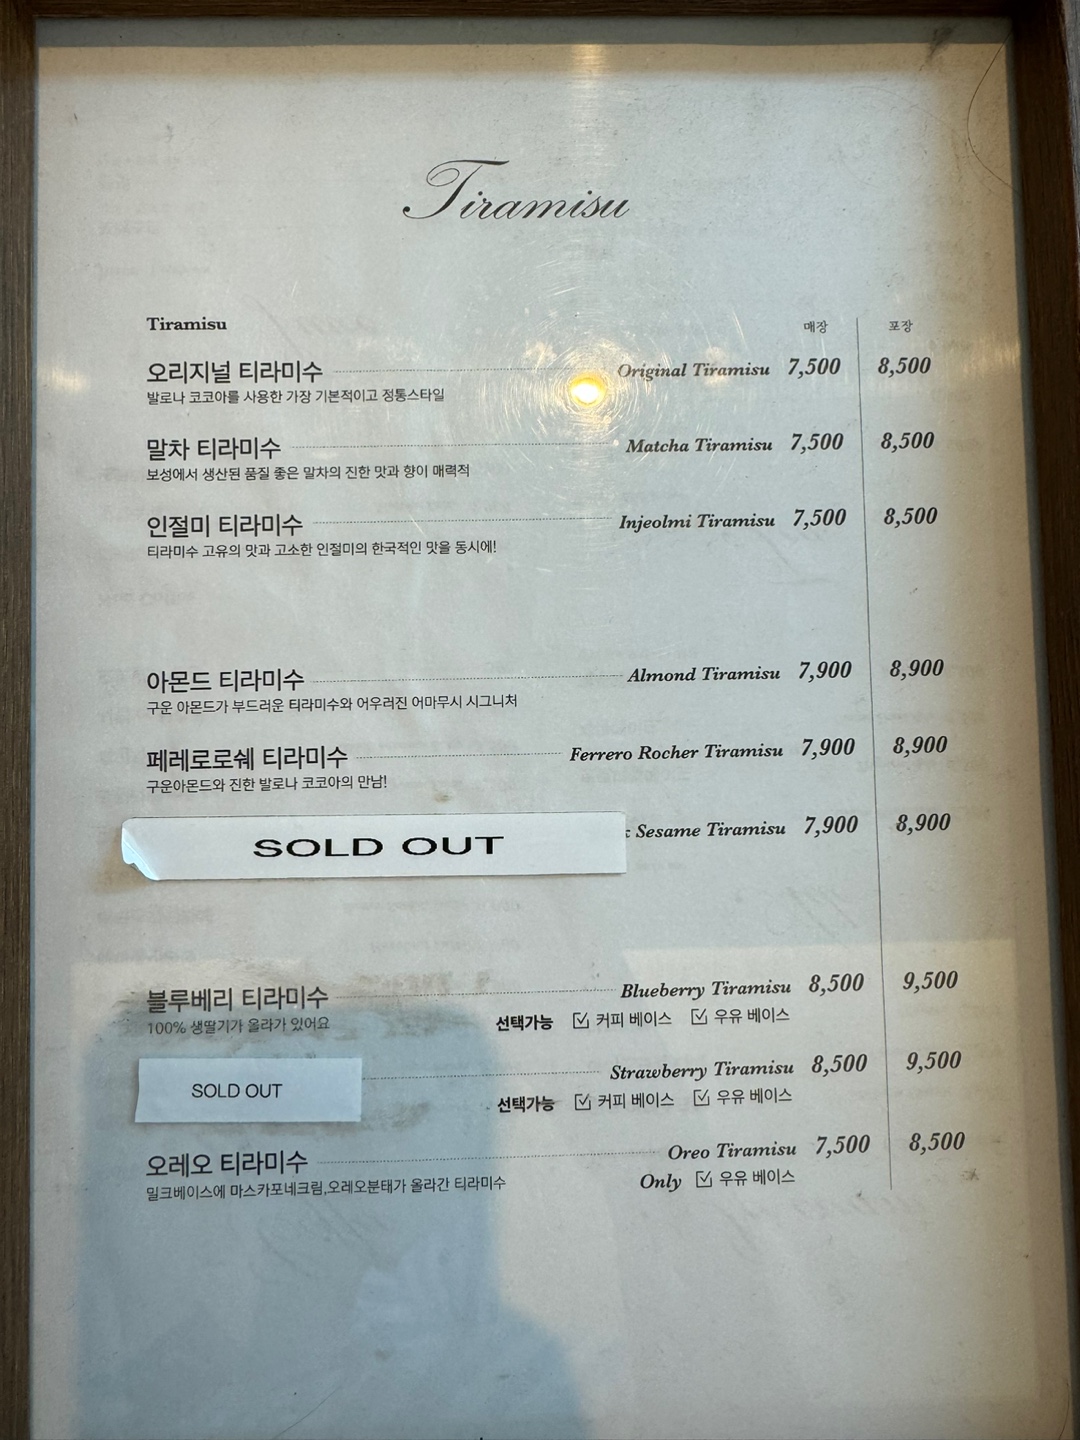 Tiramisu
Tiramisu 매장 포장
오리지널 티라미수 Original Tiramisu 7,500 8,500
발로나 코코아를 사용한 가장 기본적이고 정통스타일
말차 티라미수 Matcha Tiramisu 7,500 8,500
보성에서 생산된 품질 좋은 말차의 진한 맛과 향이 매력적
인절미 티라미수 Injeolmi Tiramisu 7,500 8,500
티라미수 고유의 맛과 고소한 인절미의 한국적인 맛을 동시에!
아몬드 티라미수 Almond Tiramisu 7,900 8,900
구운 아몬드가 부드러운 티라미수와 어우러진 어마무시 시그니처
페레로로쉐 티라미수 Ferrero Rocher Tiramisu 7,900 8,900
구운아몬드와 진한 발로나 코코아의 만남!
SOLD OUT Sesame Tiramisu 7,900 8,900
블루베리 티라미수 Blueberry Tiramisu 8,500 9,500
100% 생딸기가 올라가 있어요 선택가능 ☑ 커피 베이스 ☑ 우유 베이스
SOLD OUT Strawberry Tiramisu 8,500 9,500
선택가능 ☑ 커피 베이스 ☑ 우유 베이스
오레오 티라미수 Oreo Tiramisu 7,500 8,500
밀크베이스에 마스카포네크림,오레오분태가 올라간 티라미수 Only ☑ 우유 베이스